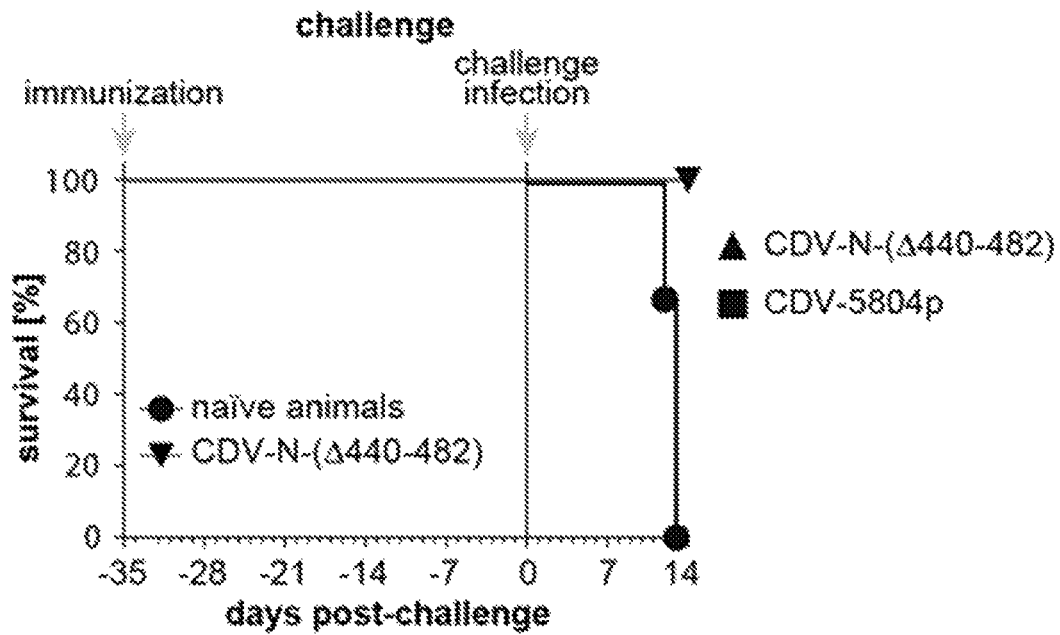 challenge
immunization
challenge
infection
100
80
60
40
20
0
survival [%]
naïve animals
CDV-N-(Δ440-482)
CDV-N-(Δ440-482)
CDV-5804p
-35 -28 -21 -14 -7 0 7 14
days post-challenge